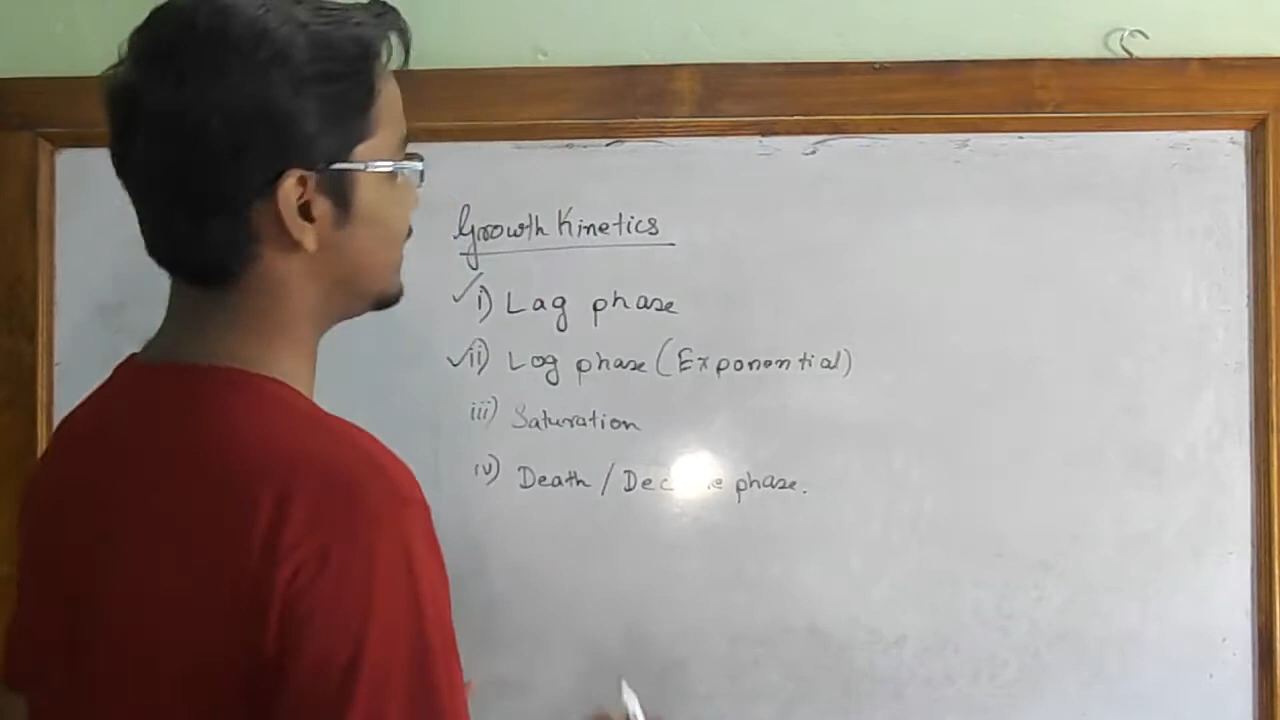 Growth Kinetics
i) Lag phase
ii) Log phase (Exponential)
iii) Saturation
iv) Death / phase.